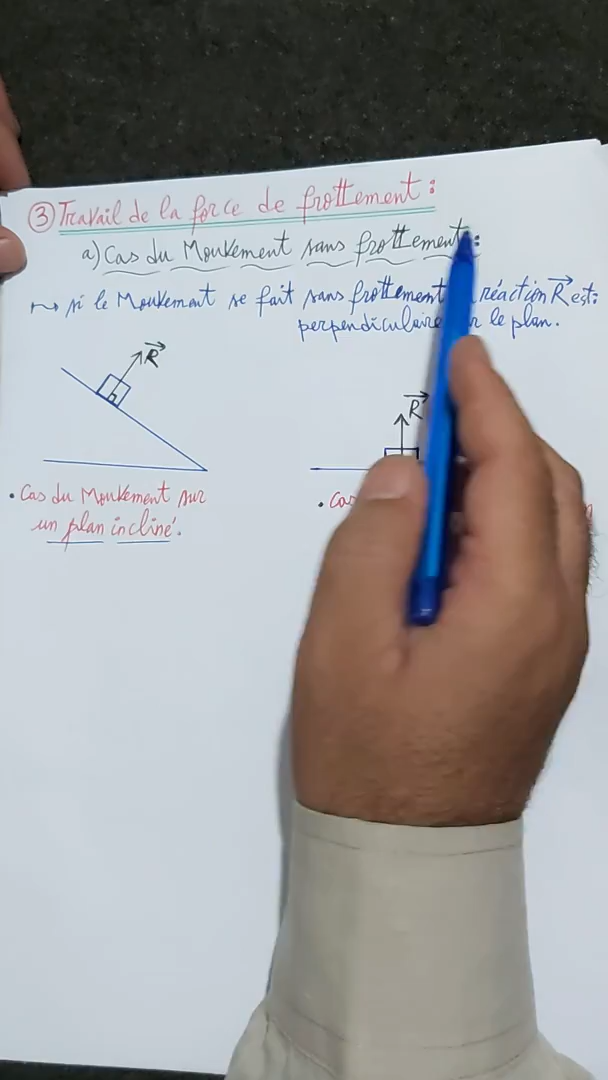 ③ Travail de la force de frottement :
a) Cas du Mouvement sans frottement :
~> si le Mouvement se fait sans frottement réaction R⃗ est:
perpendiculaire le plan.
R⃗
R⃗
• Cas du Mouvement sur
un plan incliné.
• Cas